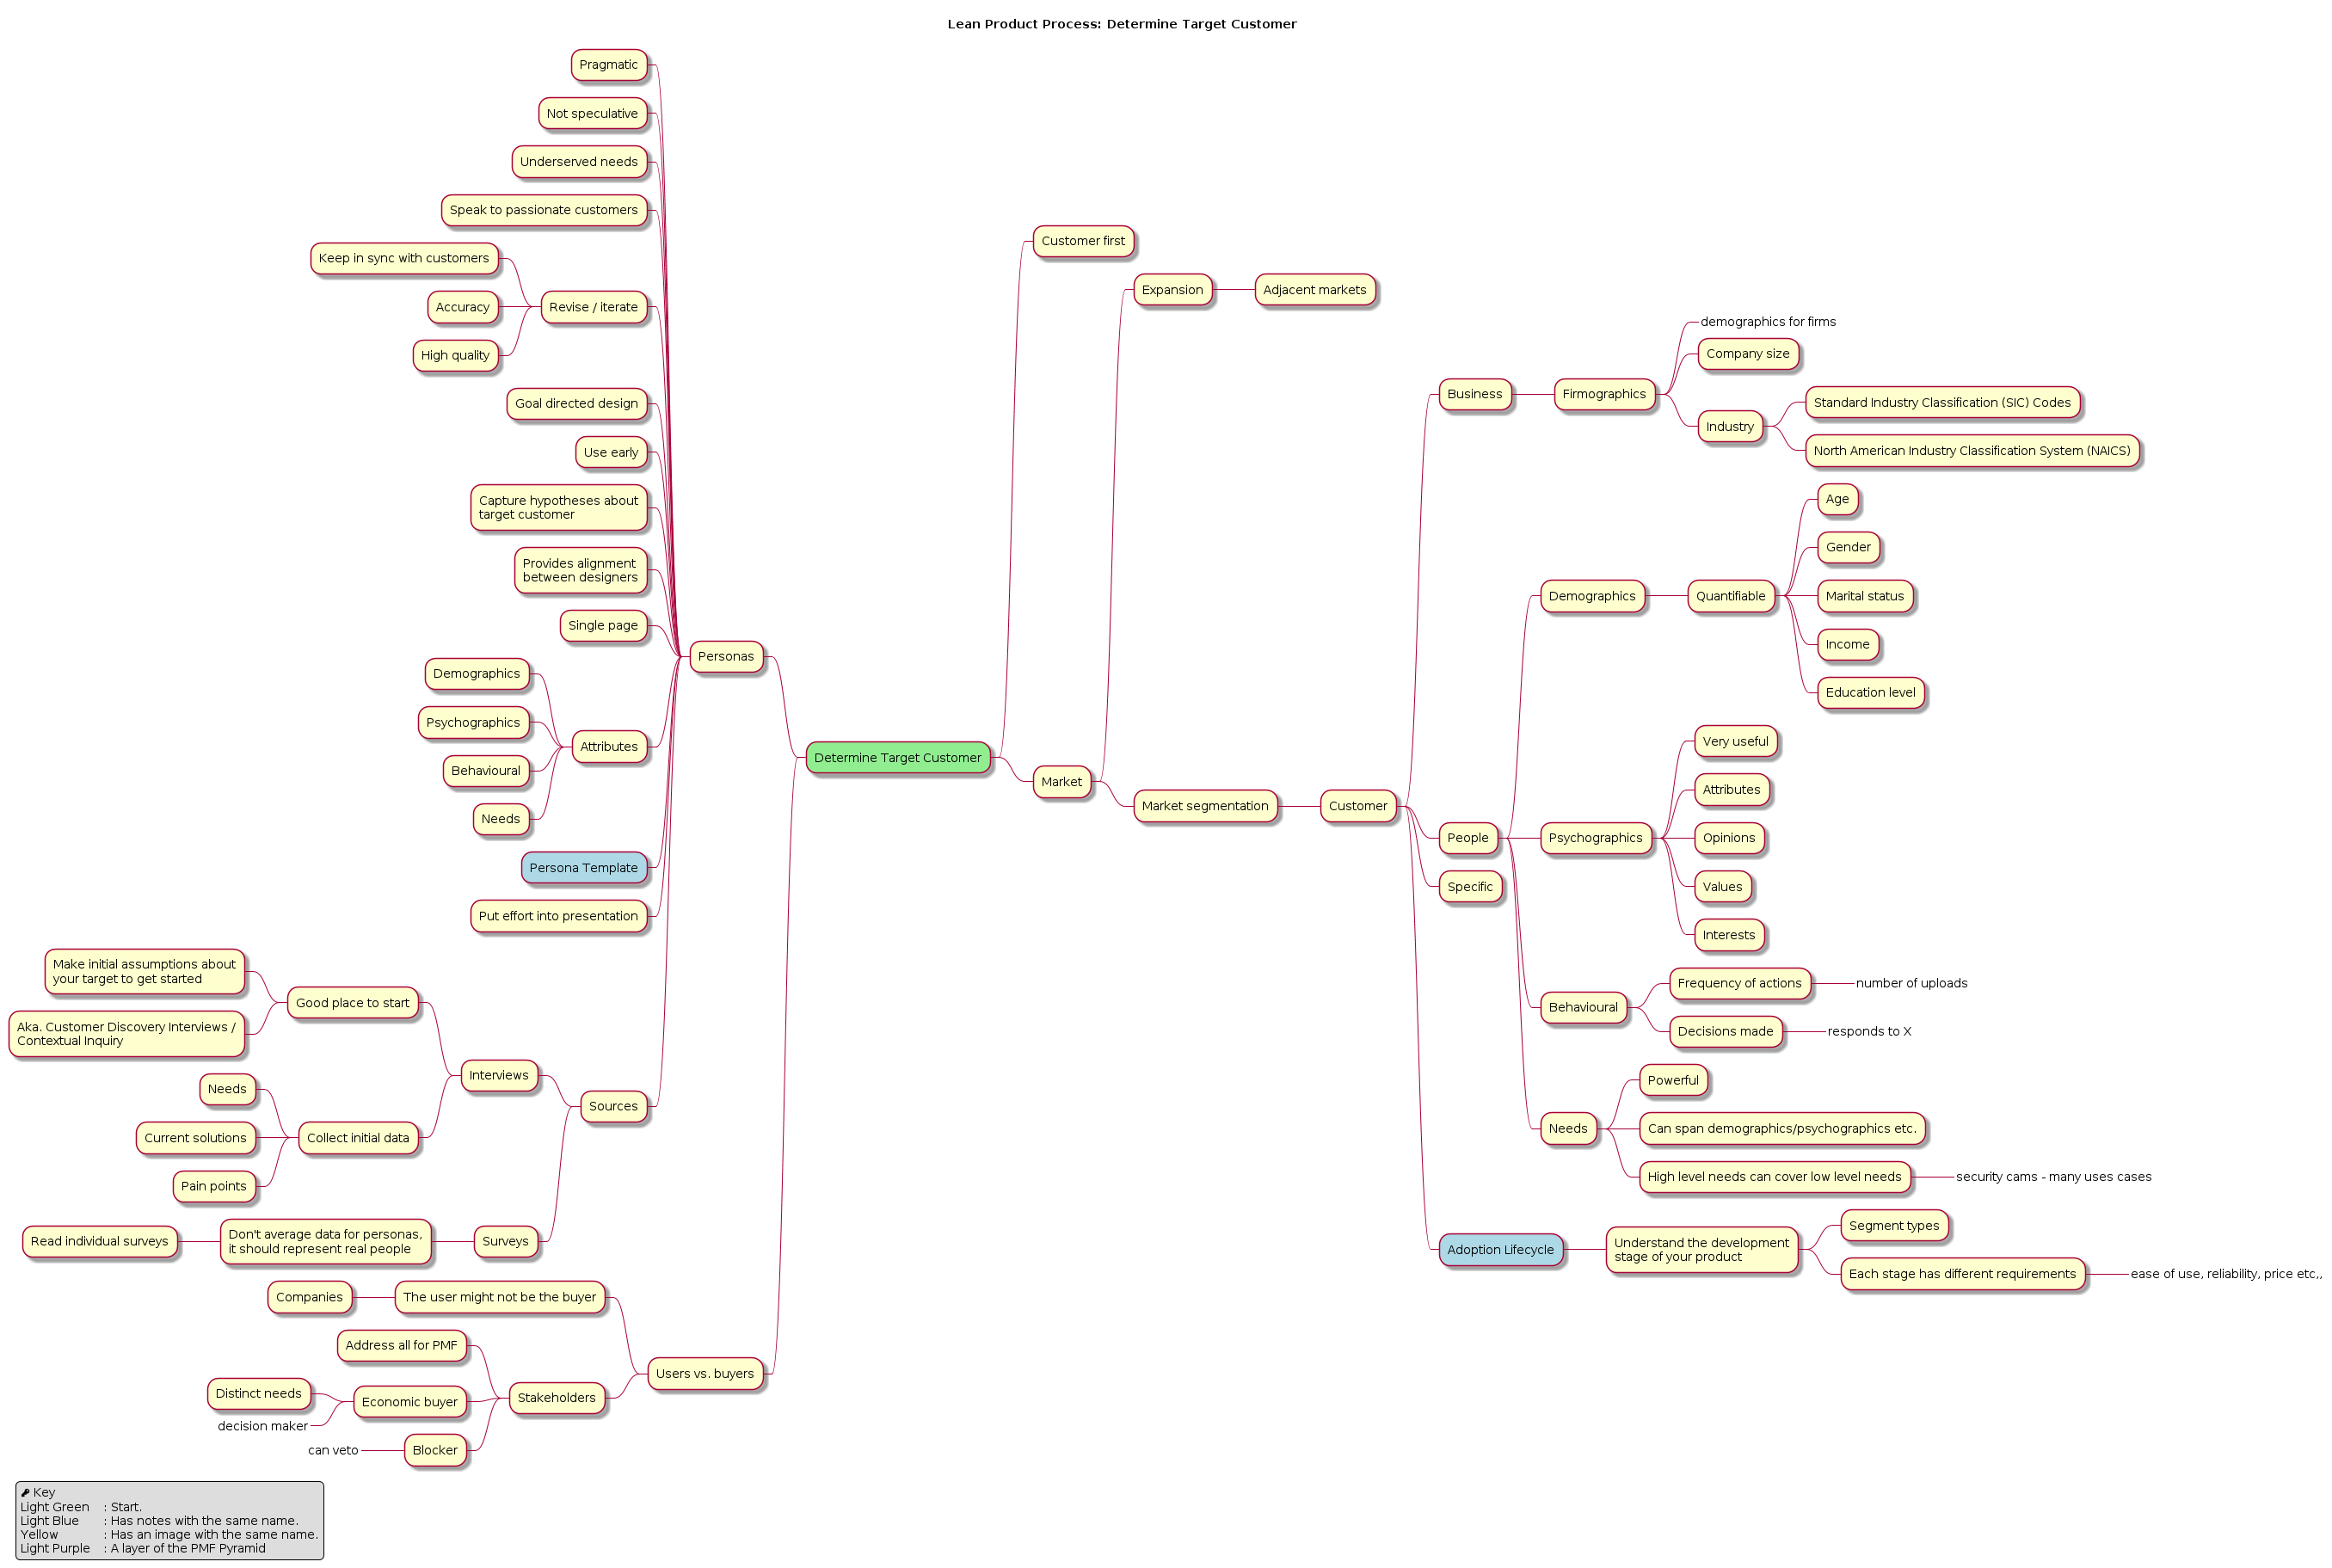 Lean Product Process: Determine Target Customer
Pragmatic
Not speculative
Underserved needs
Speak to passionate customers
Keep in sync with customers
Accuracy
High quality
Revise / iterate
Goal directed design
Use early
Capture hypotheses about
target customer
Provides alignment
between designers
Single page
Personas
Demographics
Psychographics
Behavioural
Needs
Attributes
Persona Template
Put effort into presentation
Make initial assumptions about
your target to get started
Good place to start
Aka. Customer Discovery Interviews /
Contextual Inquiry
Interviews
Needs
Current solutions
Pain points
Collect initial data
Sources
Read individual surveys
Don't average data for personas,
it should represent real people
Surveys
Companies
The user might not be the buyer
Address all for PMF
Users vs. buyers
Distinct needs
decision maker
Economic buyer
Stakeholders
can veto
Blocker
Determine Target Customer
Customer first
Market
Expansion
Adjacent markets
Market segmentation
Customer
Business
Firmographics
demographics for firms
Company size
Industry
Standard Industry Classification (SIC) Codes
North American Industry Classification System (NAICS)
People
Demographics
Quantifiable
Age
Gender
Marital status
Income
Education level
Psychographics
Very useful
Attributes
Opinions
Values
Interests
Specific
Behavioural
Frequency of actions
number of uploads
Decisions made
responds to X
Needs
Powerful
Can span demographics/psychographics etc.
High level needs can cover low level needs
security cams - many uses cases
Adoption Lifecycle
Understand the development
stage of your product
Segment types
Each stage has different requirements
ease of use, reliability, price etc,,
Key
Light Green : Start.
Light Blue : Has notes with the same name.
Yellow : Has an image with the same name.
Light Purple : A layer of the PMF Pyramid